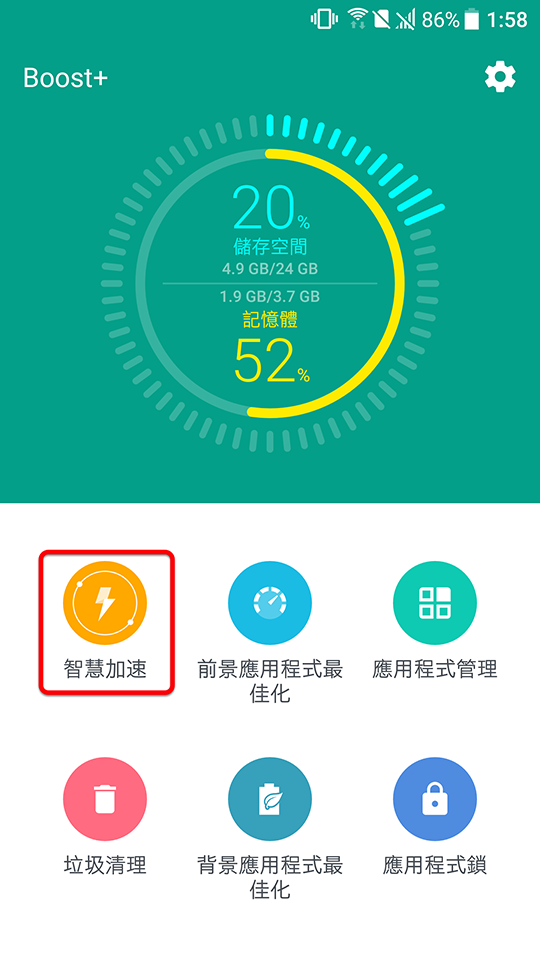 86% 1:58
Boost+
20%
儲存空間
4.9 GB/24 GB
1.9 GB/3.7 GB
記憶體
52%
智慧加速
前景應用程式最
佳化
應用程式管理
垃圾清理
背景應用程式最
佳化
應用程式鎖